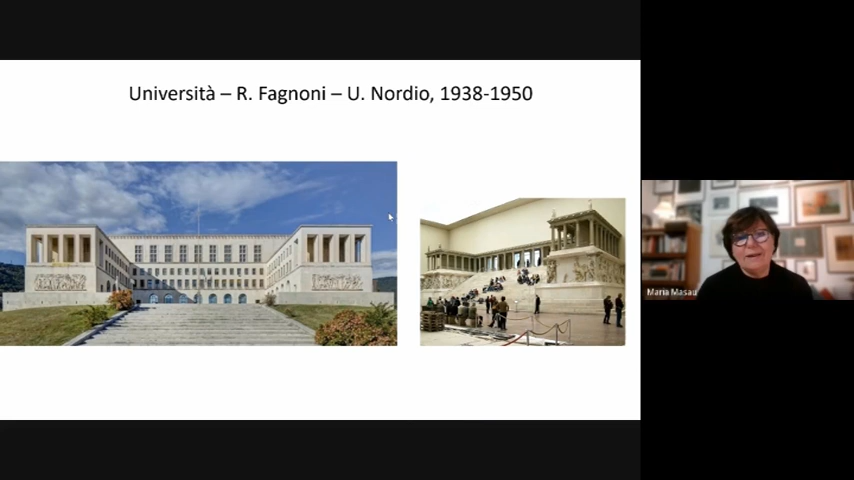 Università – R. Fagnoni – U. Nordio, 1938-1950
Maria Masau